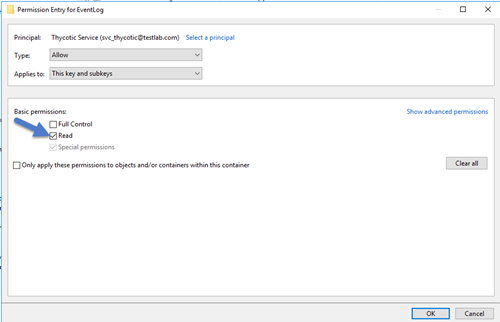 Permission Entry for EventLog
Principal: Thycotic Service (svc_thycotic@testlab.com) Select a principal
Type: Allow
Applies to: This key and subkeys
Basic permissions: Show advanced permissions
Full Control
Read
Special permissions
Only apply these permissions to objects and/or containers within this container Clear all
OK Cancel